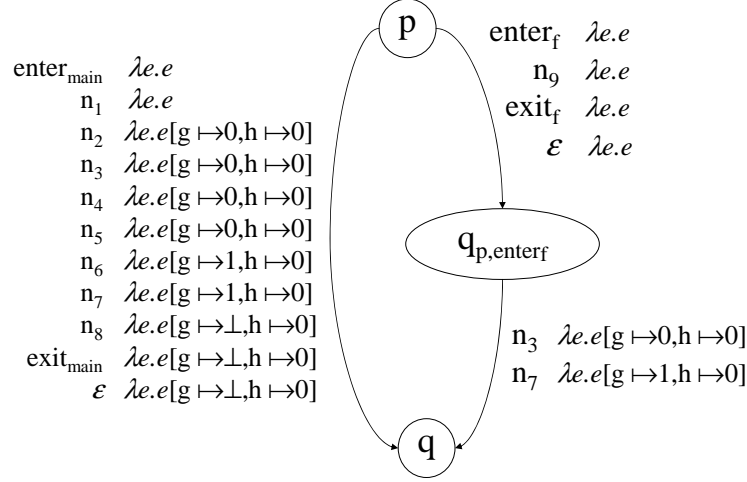 p
enter_f λe.e
n_9 λe.e
exit_f λe.e
ε λe.e
enter_main λe.e
n_1 λe.e
n_2 λe.e[g ↦0,h ↦0]
n_3 λe.e[g ↦0,h ↦0]
n_4 λe.e[g ↦0,h ↦0]
n_5 λe.e[g ↦0,h ↦0]
n_6 λe.e[g ↦1,h ↦0]
n_7 λe.e[g ↦1,h ↦0]
n_8 λe.e[g ↦⊥,h ↦0]
exit_main λe.e[g ↦⊥,h ↦0]
ε λe.e[g ↦⊥,h ↦0]
q_p,enter_f
n_3 λe.e[g ↦0,h ↦0]
n_7 λe.e[g ↦1,h ↦0]
q